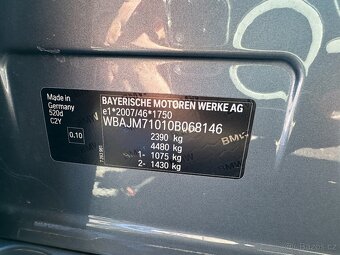 Made in
Germany
520d
C2Y
0.10
BAYERISCHE MOTOREN WERKE AG
e1*2007/46*1750
WBAJM71010B068146
2390 kg
4480 kg
1- 1075 kg
2- 1430 kg
BMW